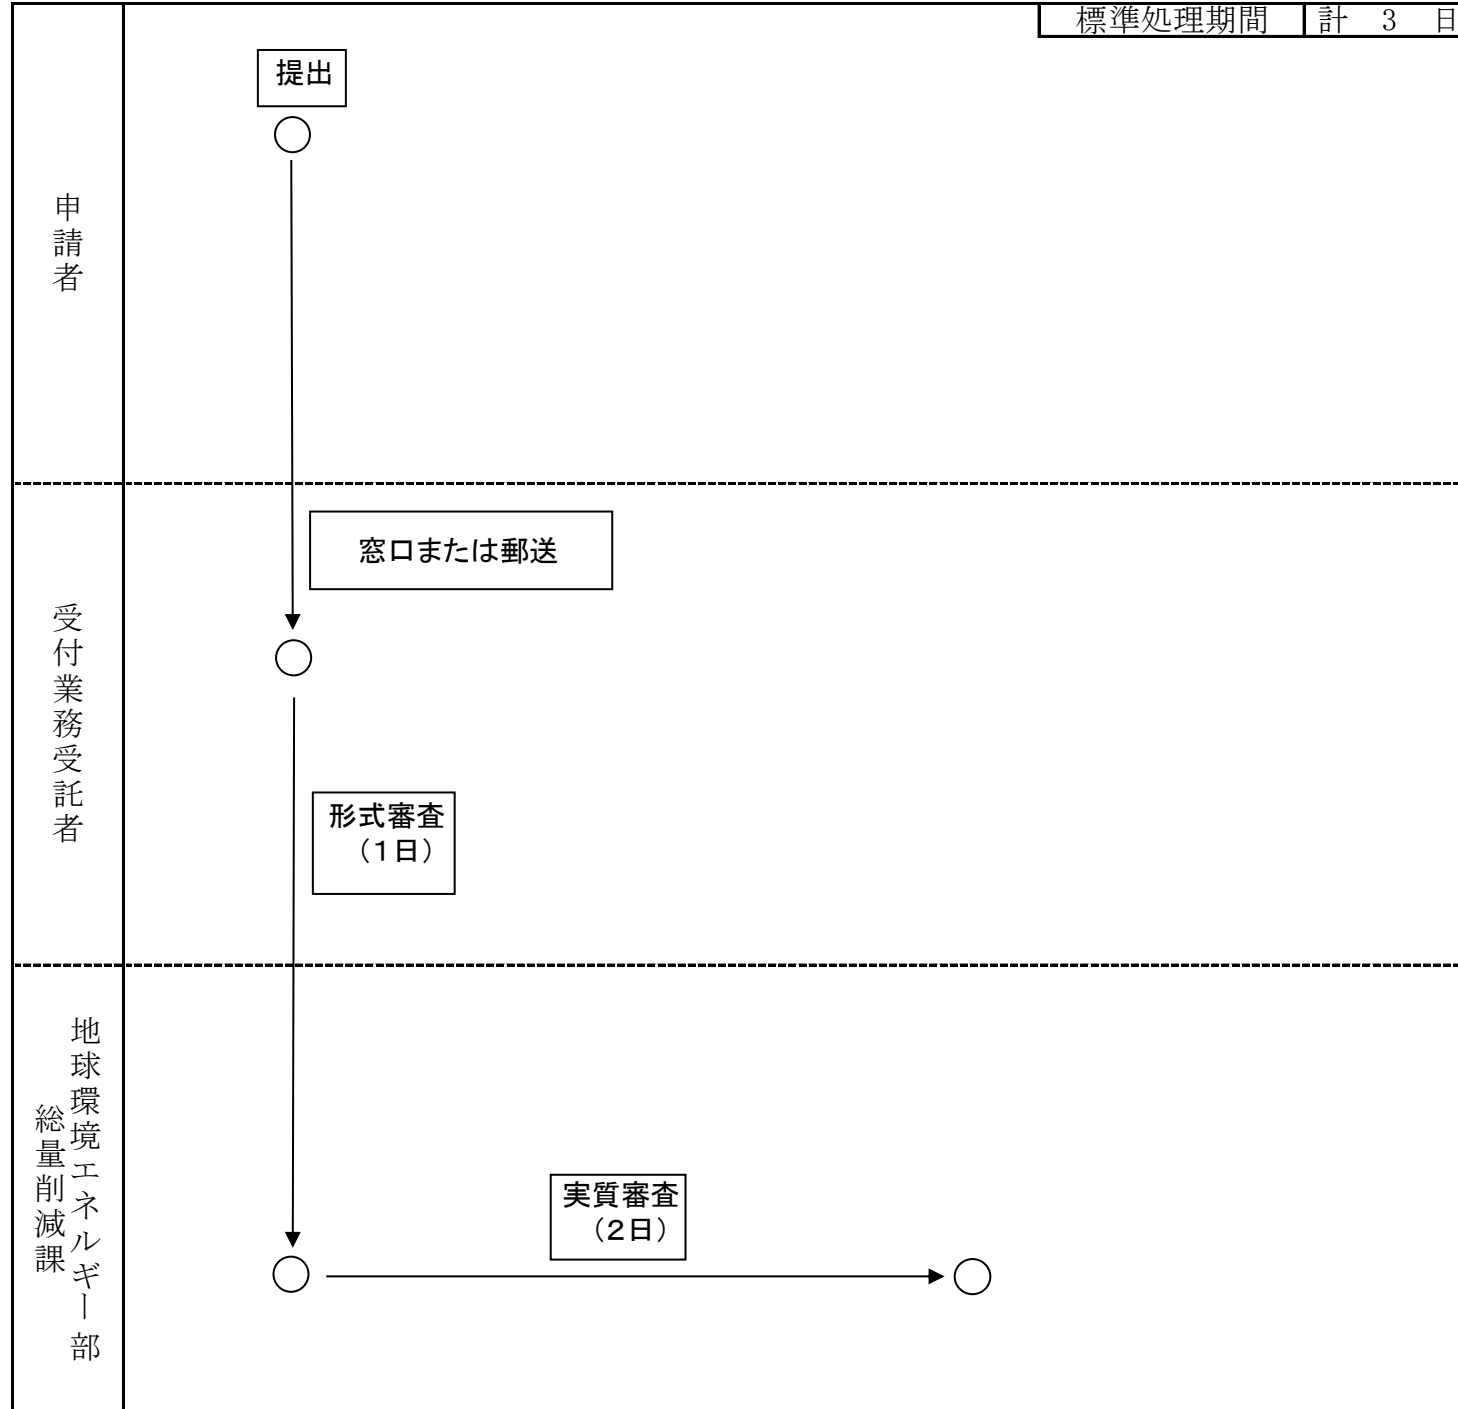 標準処理期間 計 3 日
提出
申請者
窓口または郵送
受付業務受託者
形式審査
（1日）
地球環境エネルギー部
総量削減課
実質審査
（2日）